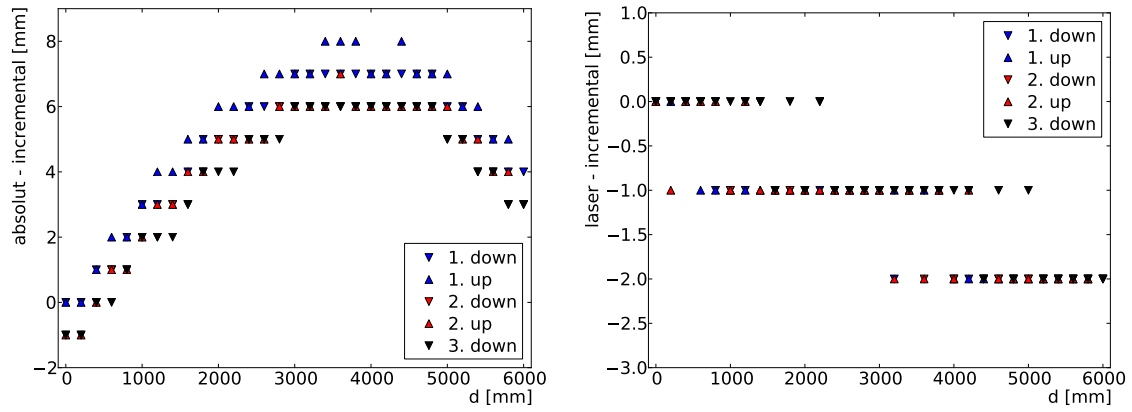 absolut - incremental [mm]
8
6
4
2
0
−2
0
1000
2000
3000
4000
5000
6000
d [mm]
1. down
1. up
2. down
2. up
3. down
laser - incremental [mm]
1.0
0.5
0.0
−0.5
−1.0
−1.5
−2.0
−2.5
−3.0
0
1000
2000
3000
4000
5000
6000
d [mm]
1. down
1. up
2. down
2. up
3. down